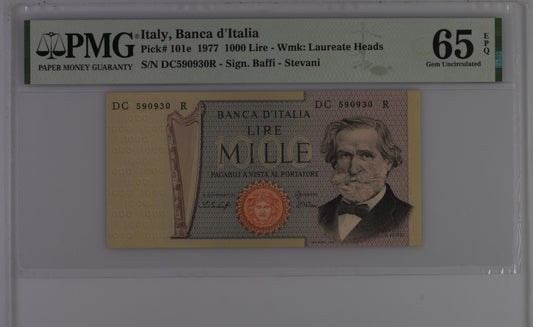 PMG
PAPER MONEY GUARANTY
Italy, Banca d'Italia
Pick# 101e 1977 1000 Lire - Wmk: Laureate Heads
S/N DC590930R - Sign. Baffi - Stevani
65 EPQ
Gem Uncirculated
DC 590930 R
DC 590930 R
BANCA D'ITALIA
LIRE
MILLE
PAGABILI A VISTA AL PORTATORE